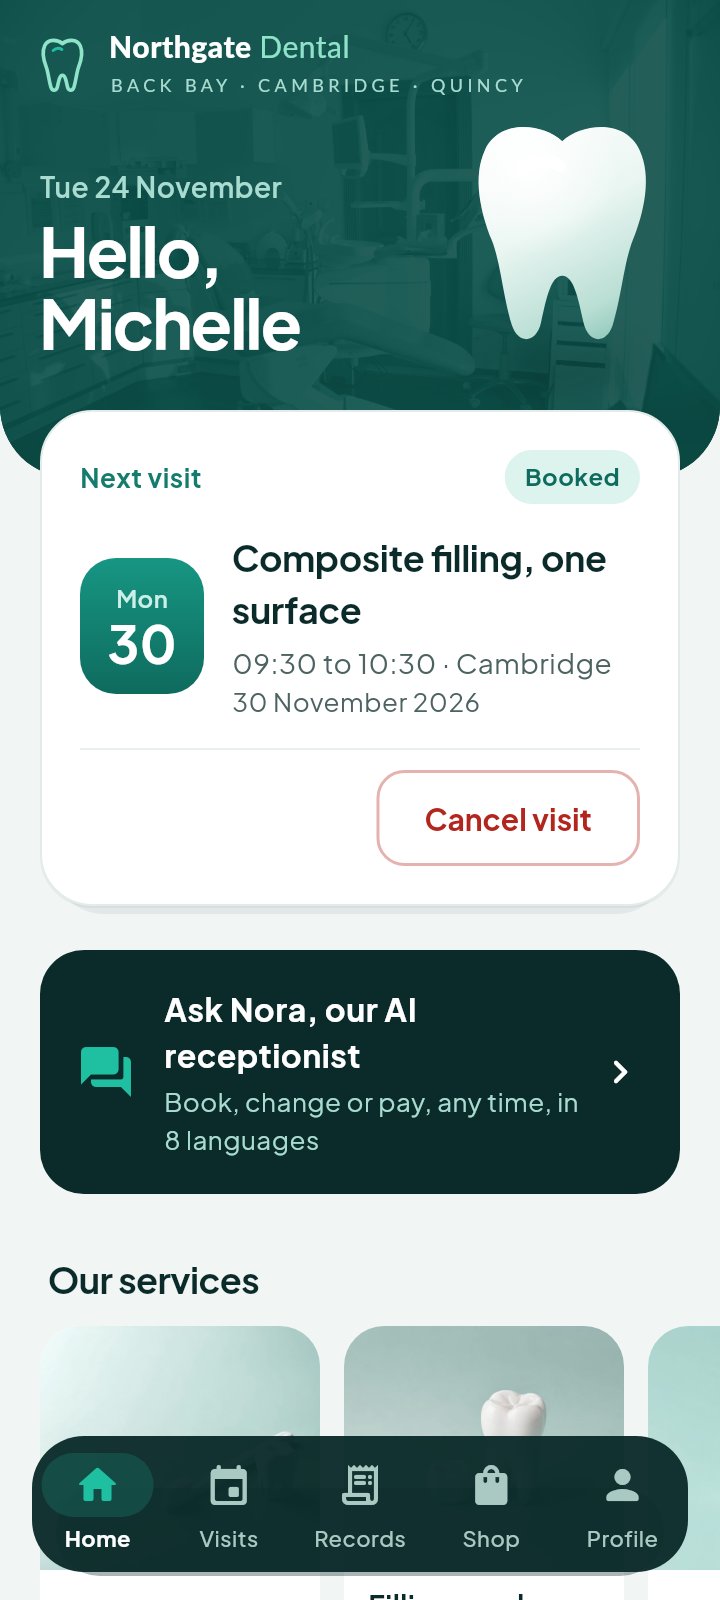 Northgate Dental
BACK BAY · CAMBRIDGE · QUINCY
Tue 24 November
Hello,
Michelle
Next visit
Booked
Mon
30
Composite filling, one
surface
09:30 to 10:30 · Cambridge
30 November 2026
Cancel visit
Ask Nora, our AI
receptionist
Book, change or pay, any time, in
8 languages
Our services
Home
Visits
Records
Shop
Profile